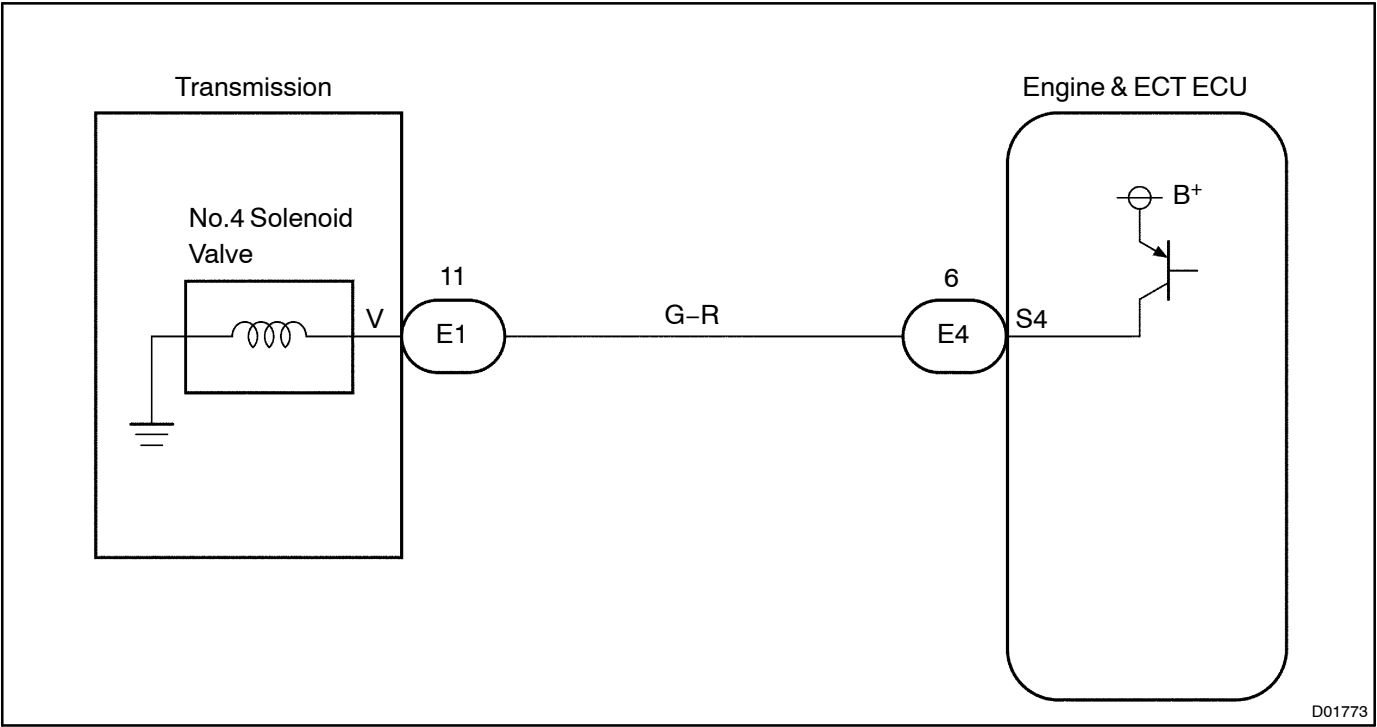 Transmission
Engine & ECT ECU
B+
No.4 Solenoid
Valve
11
6
V
G−R
S4
E1
E4
D01773